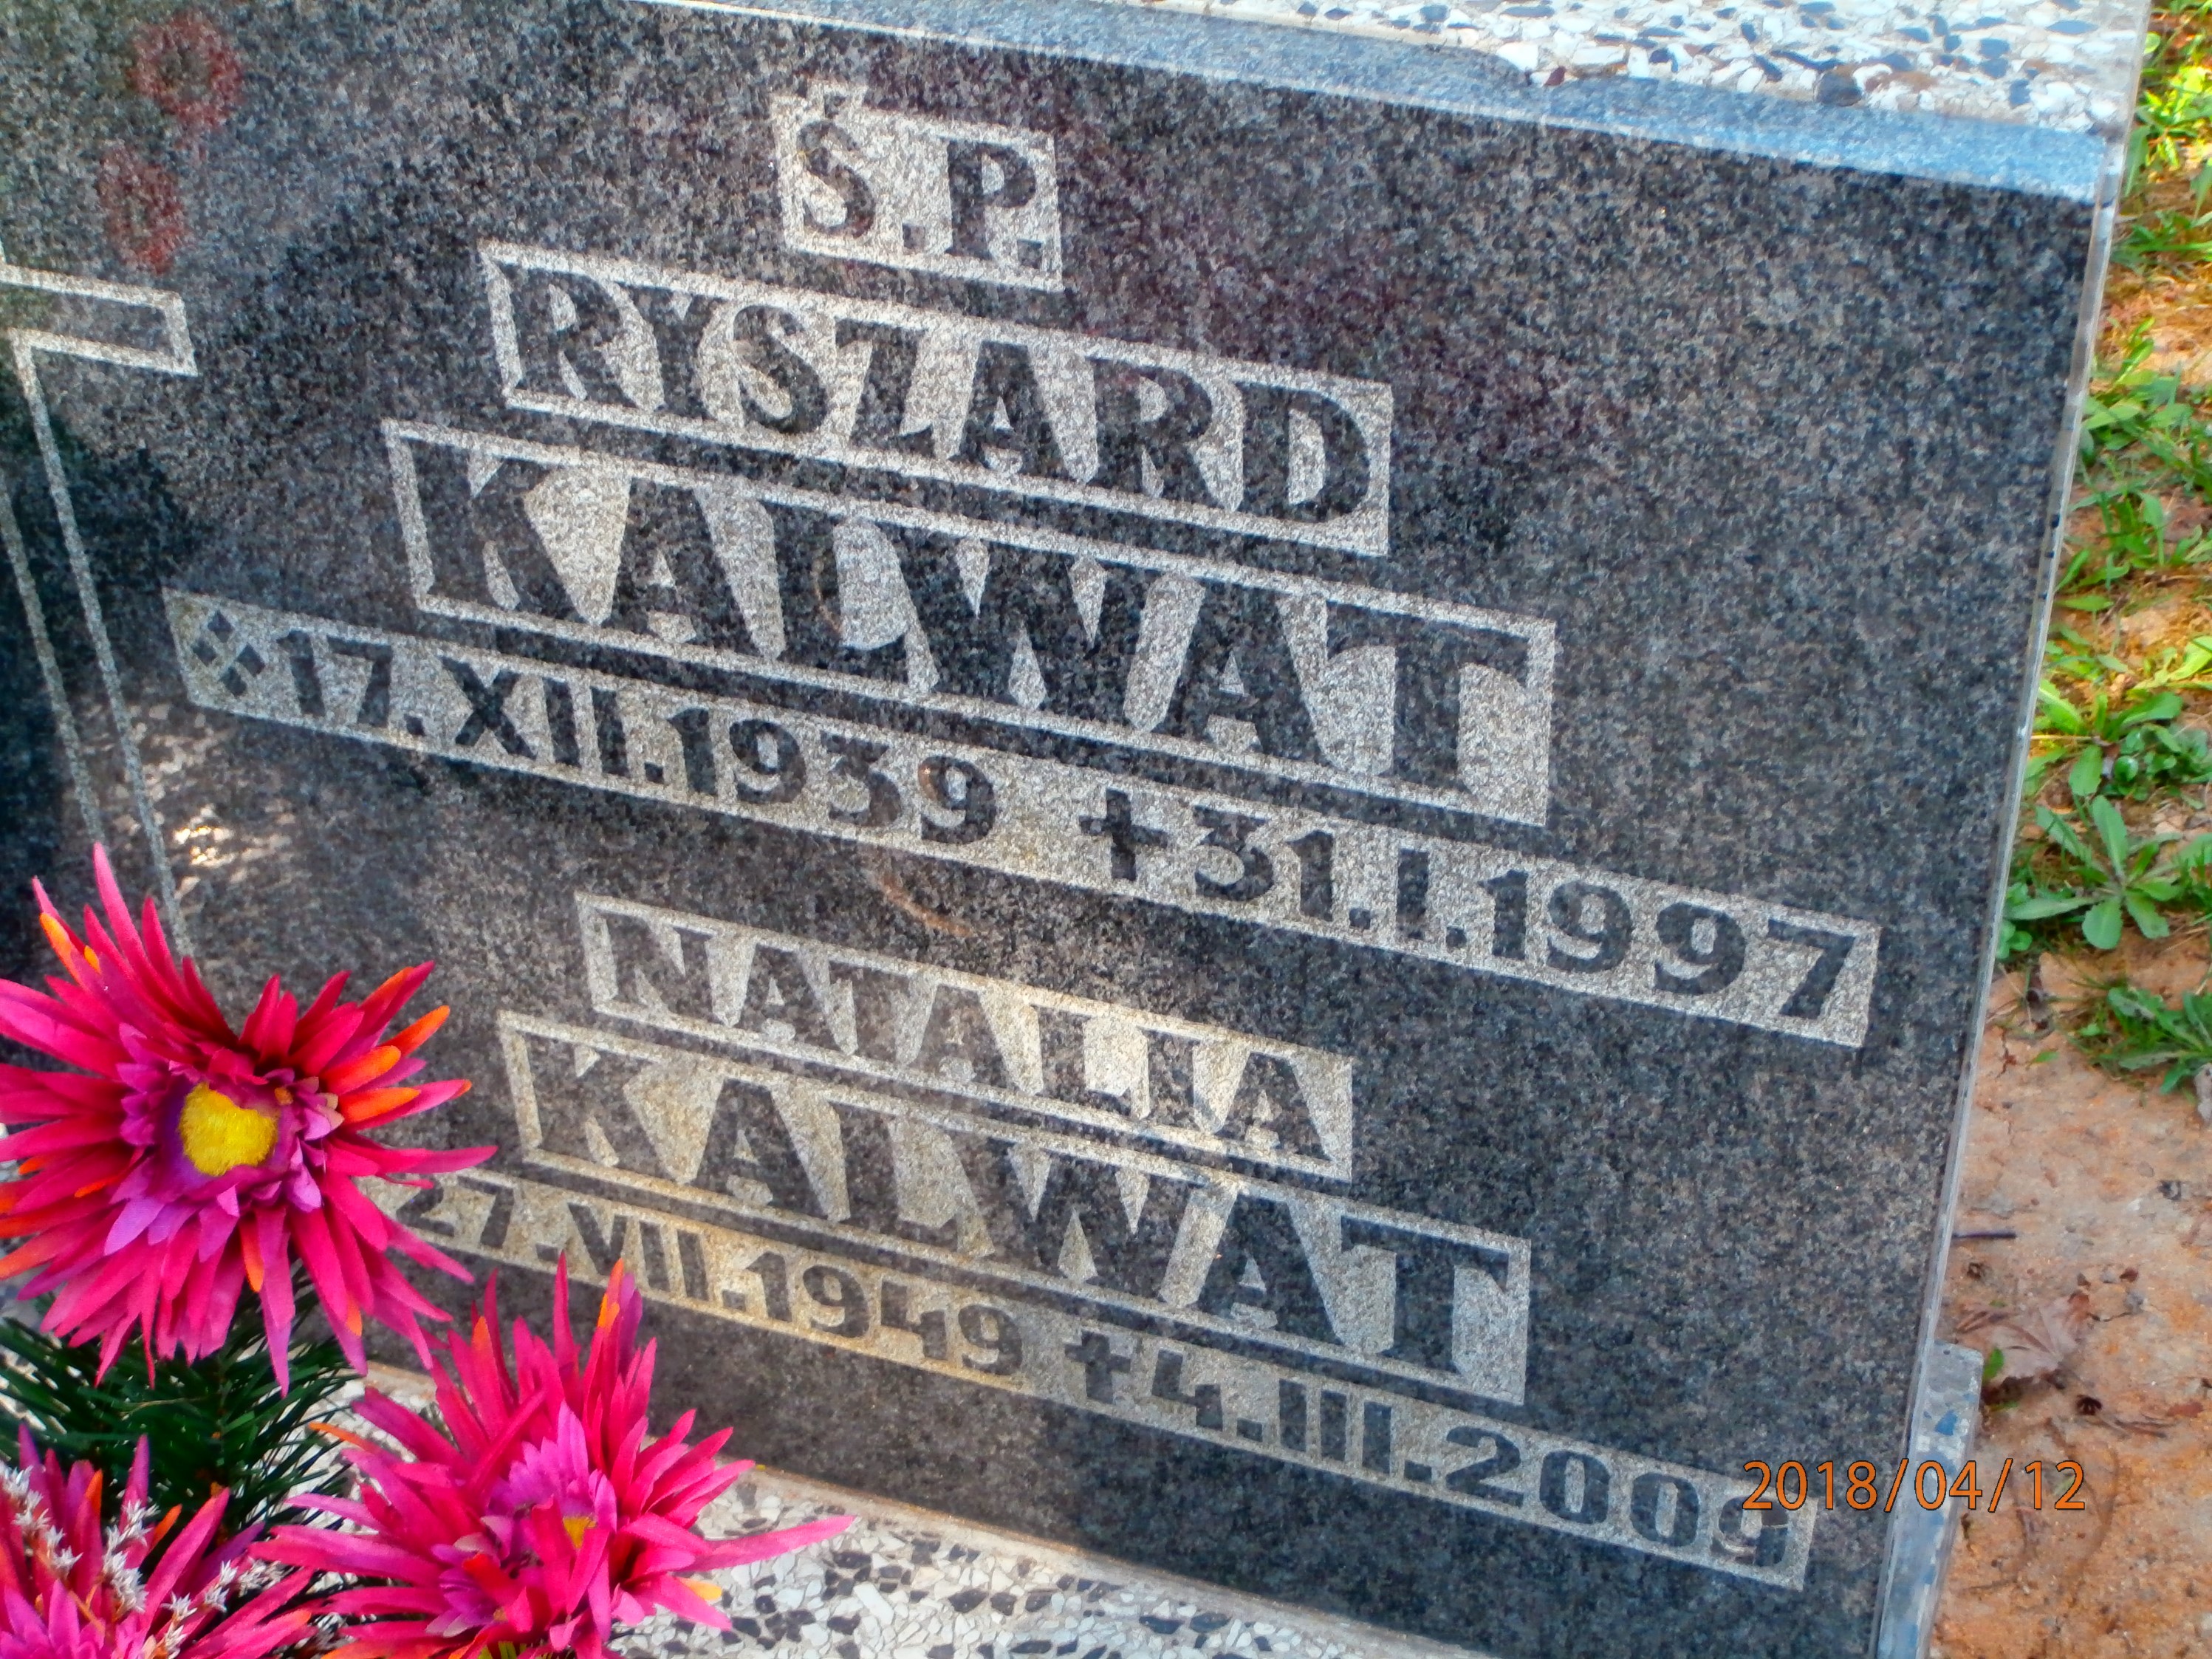 Ś.P.
RYSZARD
KALWAT
17.XII.1939 †31.I.1997
NATALIA
KALWAT
27.VII.1949 †4.III.2009
2018/04/12